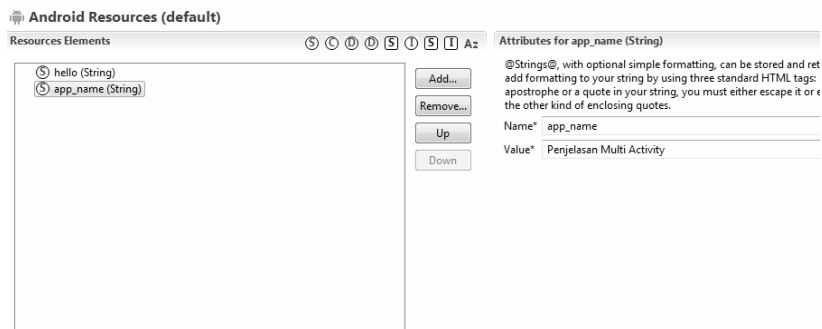 Android Resources (default)
Resources Elements
S C D D S I S I Az
S hello (String)
S app_name (String)
Add...
Remove...
Up
Down
Attributes for app_name (String)
@Strings@, with optional simple formatting, can be stored and ret
add formatting to your string by using three standard HTML tags:
apostrophe or a quote in your string, you must either escape it or e
the other kind of enclosing quotes.
Name* app_name
Value* Penjelasan Multi Activity